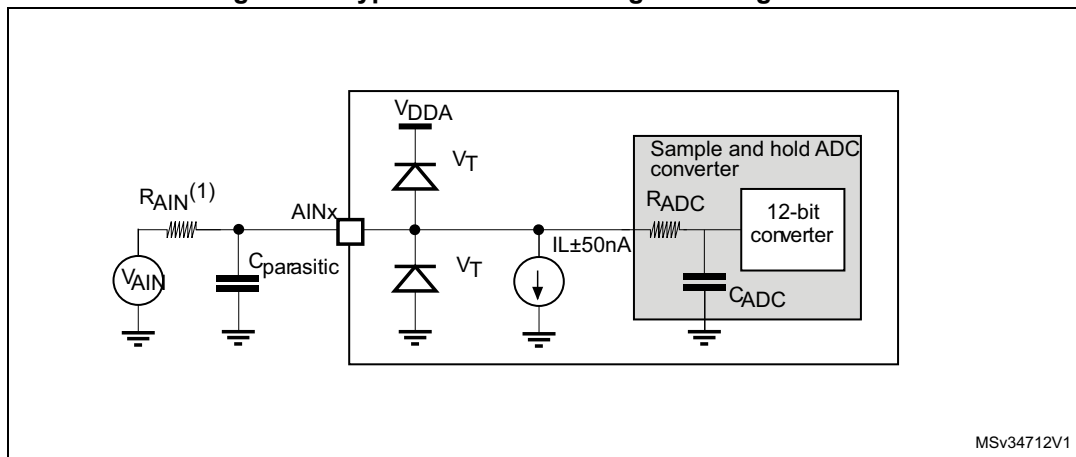 VDDA
Sample and hold ADC
converter
VT
RAIN(1)
RADC
AINx
12-bit
converter
IL±50nA
Cparasitic
VT
VAIN
CADC
MSv34712V1